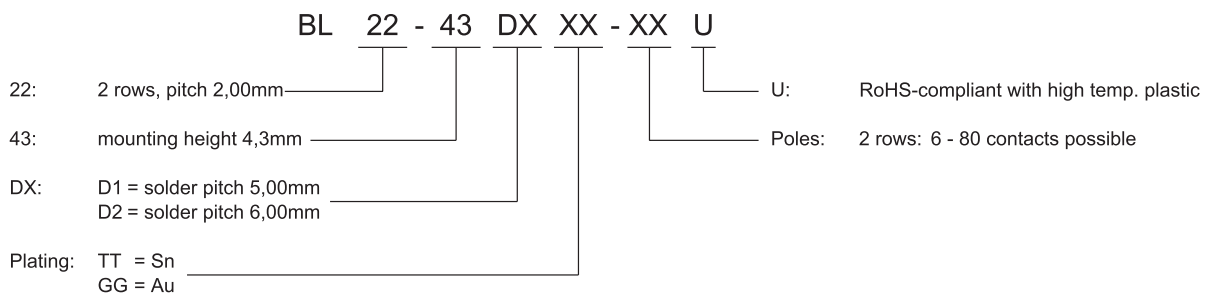 BL 22 - 43 DX XX - XX U
22: 2 rows, pitch 2,00mm
U: RoHS-compliant with high temp. plastic
43: mounting height 4,3mm
Poles: 2 rows: 6 - 80 contacts possible
DX: D1 = solder pitch 5,00mm
D2 = solder pitch 6,00mm
Plating: TT = Sn
GG = Au